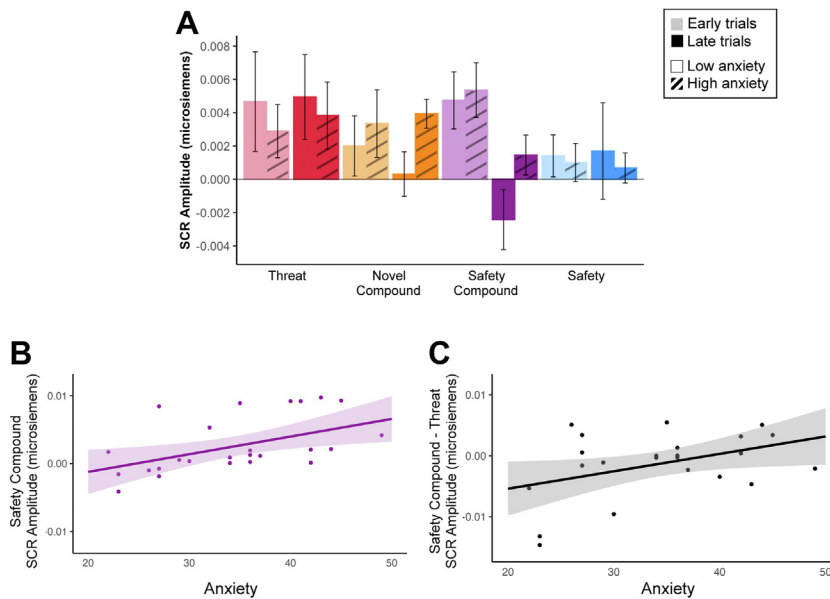 A
Early trials
Late trials
Low anxiety
High anxiety
SCR Amplitude (microsiemens)
0.008
0.006
0.004
0.002
0.000
-0.002
-0.004
Threat
Novel
Compound
Safety
Compound
Safety
B
Safety Compound
SCR Amplitude (microsiemens)
0.01
0.00
-0.01
20
30
40
50
Anxiety
C
Safety Compound - Threat
SCR Amplitude (microsiemens)
0.01
0.00
-0.01
20
30
40
50
Anxiety